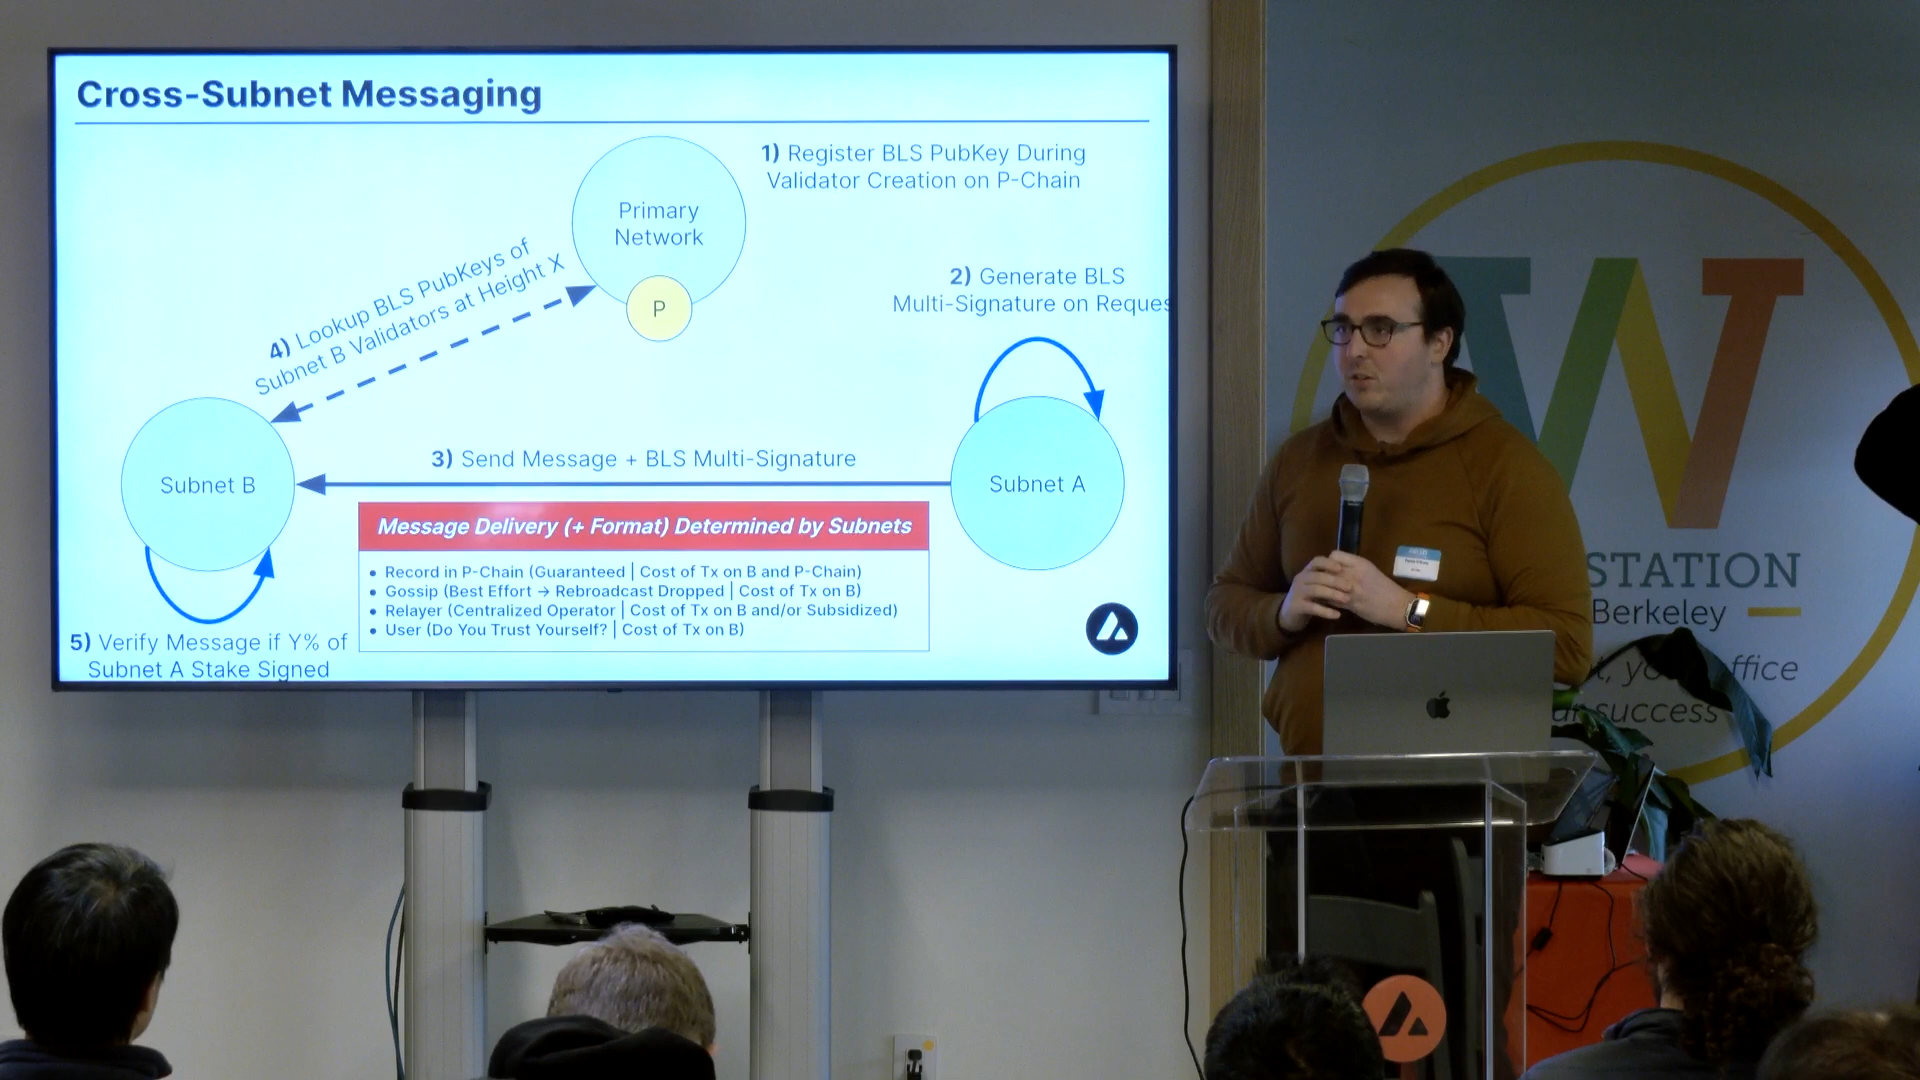 Cross-Subnet Messaging
1) Register BLS PubKey During
Validator Creation on P-Chain
Primary
Network
P
2) Generate BLS
Multi-Signature on Reques
4) Lookup BLS PubKeys of
Subnet B Validators at Height X
3) Send Message + BLS Multi-Signature
Subnet B
Subnet A
Message Delivery (+ Format) Determined by Subnets
• Record in P-Chain (Guaranteed | Cost of Tx on B and P-Chain)
• Gossip (Best Effort → Rebroadcast Dropped | Cost of Tx on B)
• Relayer (Centralized Operator | Cost of Tx on B and/or Subsidized)
• User (Do You Trust Yourself? | Cost of Tx on B)
5) Verify Message if Y% of
Subnet A Stake Signed
W
STATION
Berkeley
success